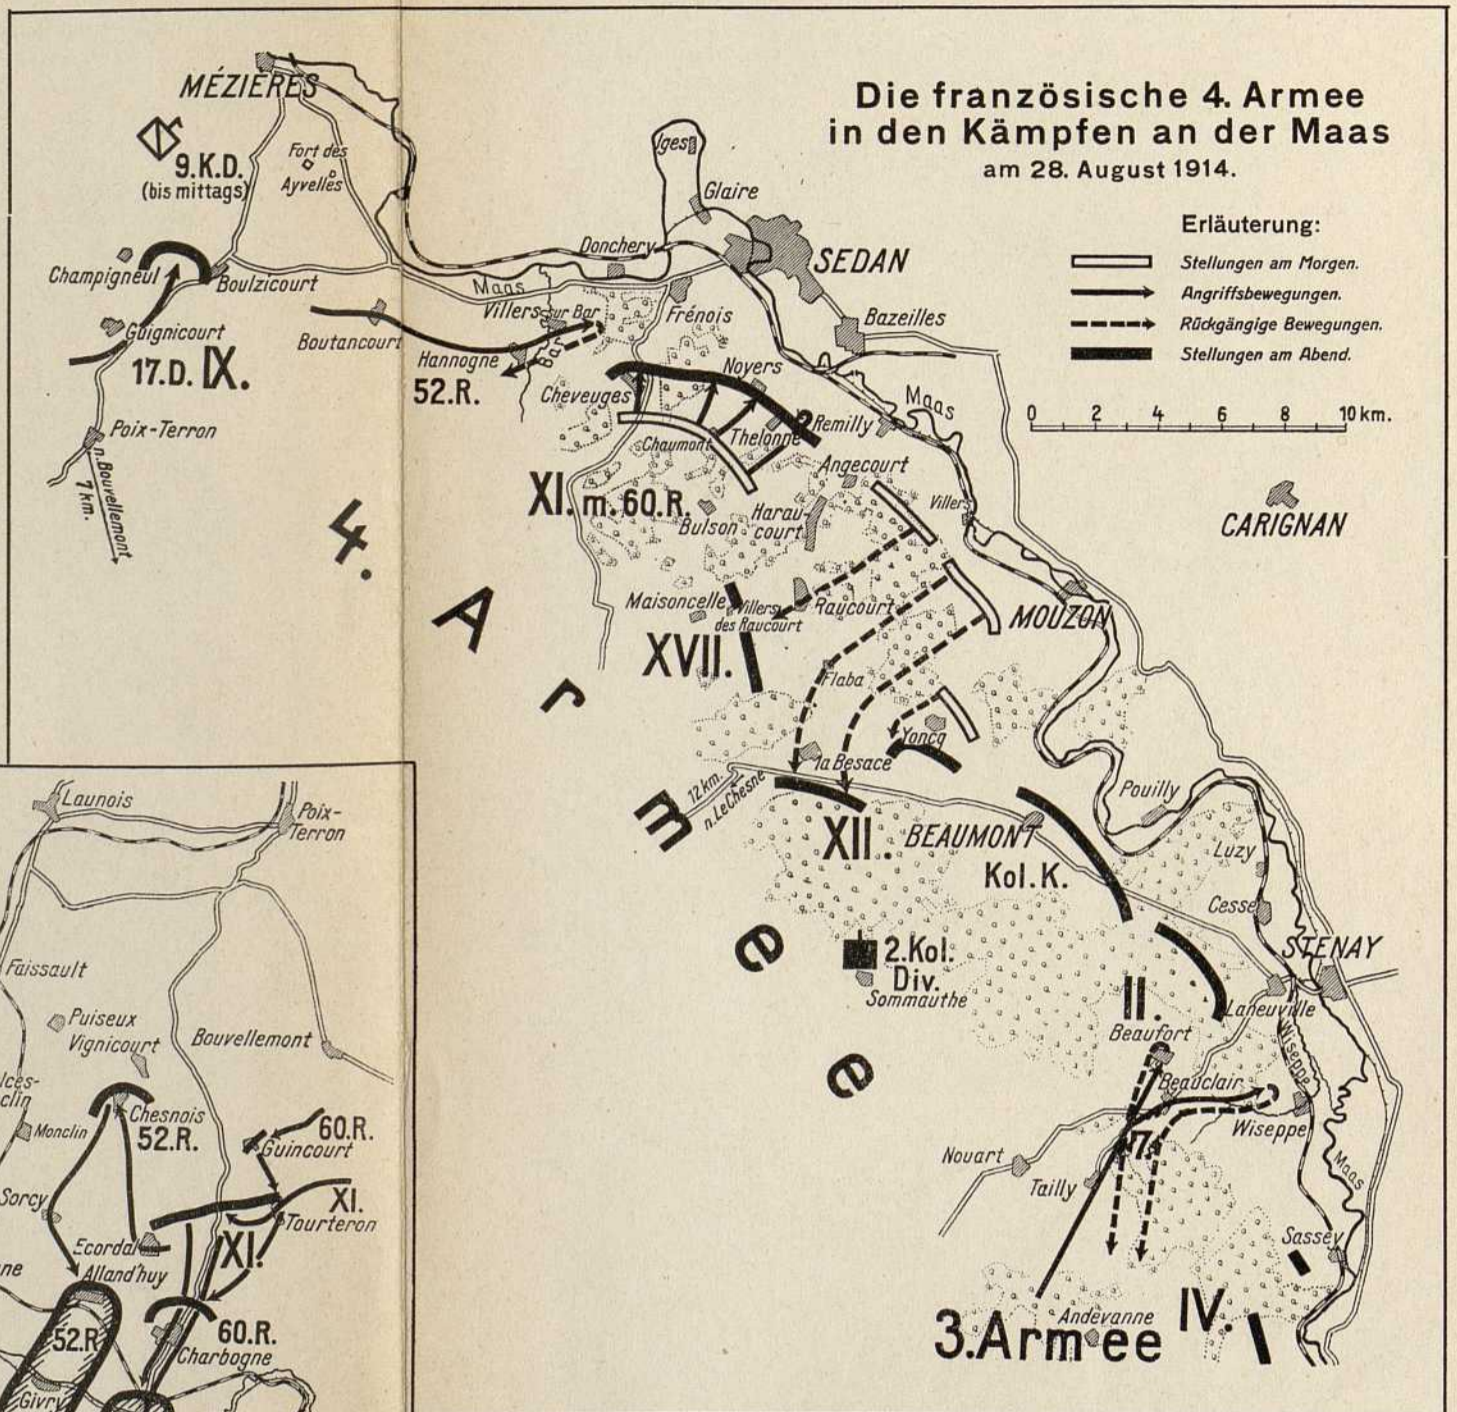 MÉZIÈRES
Die französische 4. Armee
in den Kämpfen an der Maas
am 28. August 1914.
9.K.D.
(bis mittags)
Fort des
Ayvelles
Iges
Glaire
Erläuterung:
Stellungen am Morgen.
Angriffsbewegungen.
Rückgängige Bewegungen.
Stellungen am Abend.
0 2 4 6 8 10 km.
Donchery
SEDAN
Champigneul
Boulzicourt
Maas
Villers sur Bar
Frénois
Bazeilles
Guignicourt
Boutancourt
Hannogne
Bar
17.D. IX.
52.R.
Cheveuges
Noyers
Maas
Poix-Terron
Chaumont
Thelonne
Remilly
n. Bouvellemont
7 km.
Angecourt
XI. m. 60.R.
Bulson
Harau-
court
Villers
CARIGNAN
4. Armee
Maisoncelle
Villers
des Raucourt
Raucourt
MOUZON
XVII.
Flaba
Yoncq
la Besace
12 km.
n. Le Chesne
Pouilly
XII.
BEAUMONT
Kol. K.
Luzy
Cesse
STENAY
2. Kol.
Div.
Sommauthe
II.
Laneuville
Beaufort
Wiseppe
Beauclair
Wiseppe
7.
Nouart
Tailly
Maas
Sassey
Andevanne
IV.
3. Armee
Launois
Poix-
Terron
Faissault
Puiseux
Vignicourt
Bouvellemont
Monclin
Chesnois
52.R.
60.R.
Guincourt
Sorcy
XI.
Tourteron
Ecordal
XI.
Alland'huy
52.R
60.R.
Charbogne
Givry